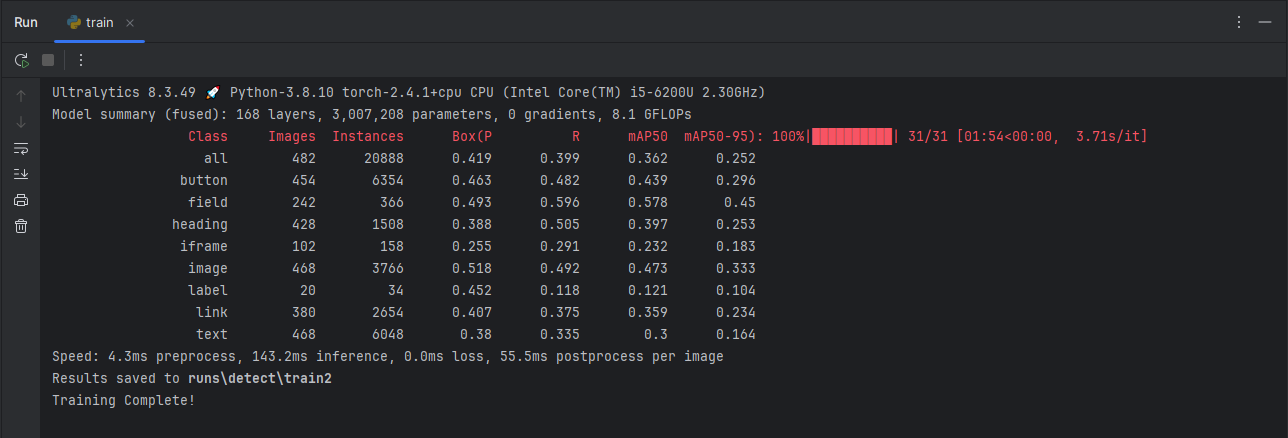 Run train
Ultralytics 8.3.49 🚀 Python-3.8.10 torch-2.4.1+cpu CPU (Intel Core(TM) i5-6200U 2.30GHz)
Model summary (fused): 168 layers, 3,007,208 parameters, 0 gradients, 8.1 GFLOPs
Class Images Instances Box(P R mAP50 mAP50-95): 100%|██████████| 31/31 [01:54<00:00, 3.71s/it]
all 482 20888 0.419 0.399 0.362 0.252
button 454 6354 0.463 0.482 0.439 0.296
field 242 366 0.493 0.596 0.578 0.45
heading 428 1508 0.388 0.505 0.397 0.253
iframe 102 158 0.255 0.291 0.232 0.183
image 468 3766 0.518 0.492 0.473 0.333
label 20 34 0.452 0.118 0.121 0.104
link 380 2654 0.407 0.375 0.359 0.234
text 468 6048 0.38 0.335 0.3 0.164
Speed: 4.3ms preprocess, 143.2ms inference, 0.0ms loss, 55.5ms postprocess per image
Results saved to runs\detect\train2
Training Complete!